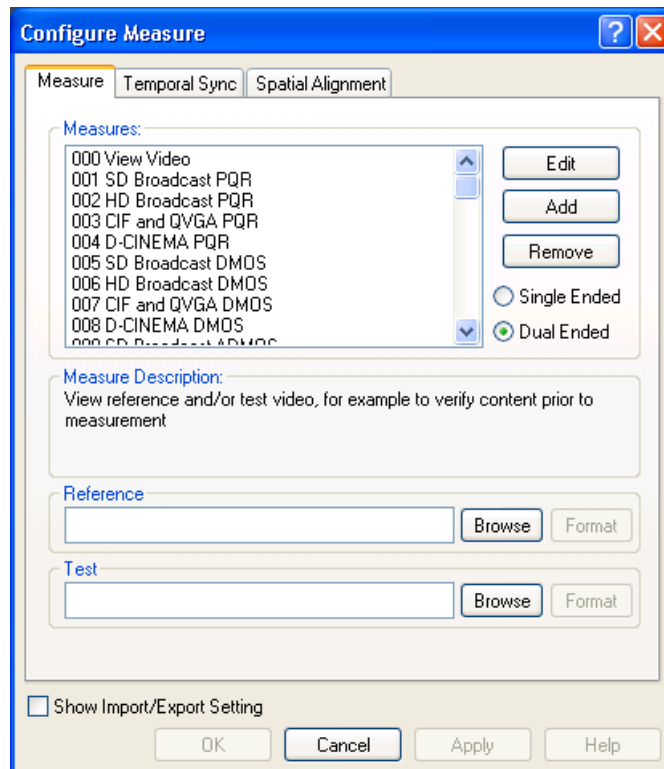 Configure Measure
Measure Temporal Sync Spatial Alignment
Measures:
000 View Video
001 SD Broadcast PQR
002 HD Broadcast PQR
003 CIF and QVGA PQR
004 D-CINEMA PQR
005 SD Broadcast DMOS
006 HD Broadcast DMOS
007 CIF and QVGA DMOS
008 D-CINEMA DMOS
009 SD Broadcast ADMOS
Edit
Add
Remove
Single Ended
Dual Ended
Measure Description:
View reference and/or test video, for example to verify content prior to
measurement
Reference
Browse Format
Test
Browse Format
Show Import/Export Setting
OK Cancel Apply Help